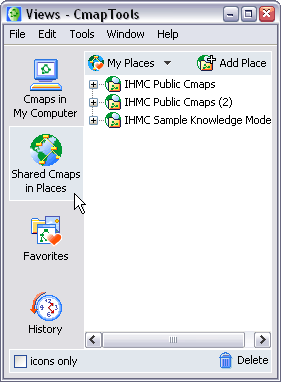 Views - CmapTools
File Edit Tools Window Help
My Places Add Place
Cmaps in
My Computer
Shared Cmaps
in Places
Favorites
History
IHMC Public Cmaps
IHMC Public Cmaps (2)
IHMC Sample Knowledge Mode
icons only Delete